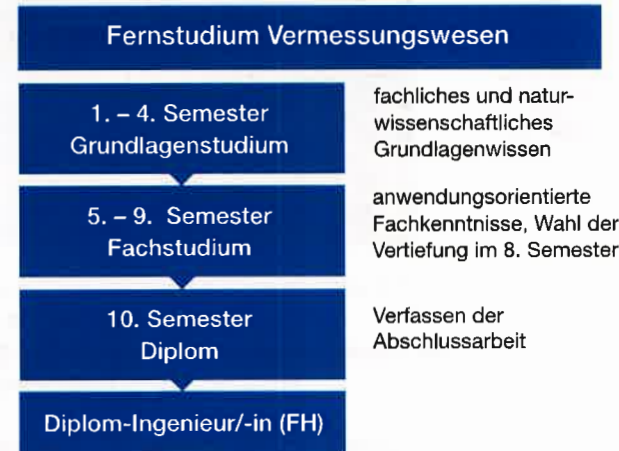 Fernstudium Vermessungswesen
1. – 4. Semester
Grundlagenstudium
fachliches und natur-
wissenschaftliches
Grundlagenwissen
5. – 9. Semester
Fachstudium
anwendungsorientierte
Fachkenntnisse, Wahl der
Vertiefung im 8. Semester
10. Semester
Diplom
Verfassen der
Abschlussarbeit
Diplom-Ingenieur/-in (FH)